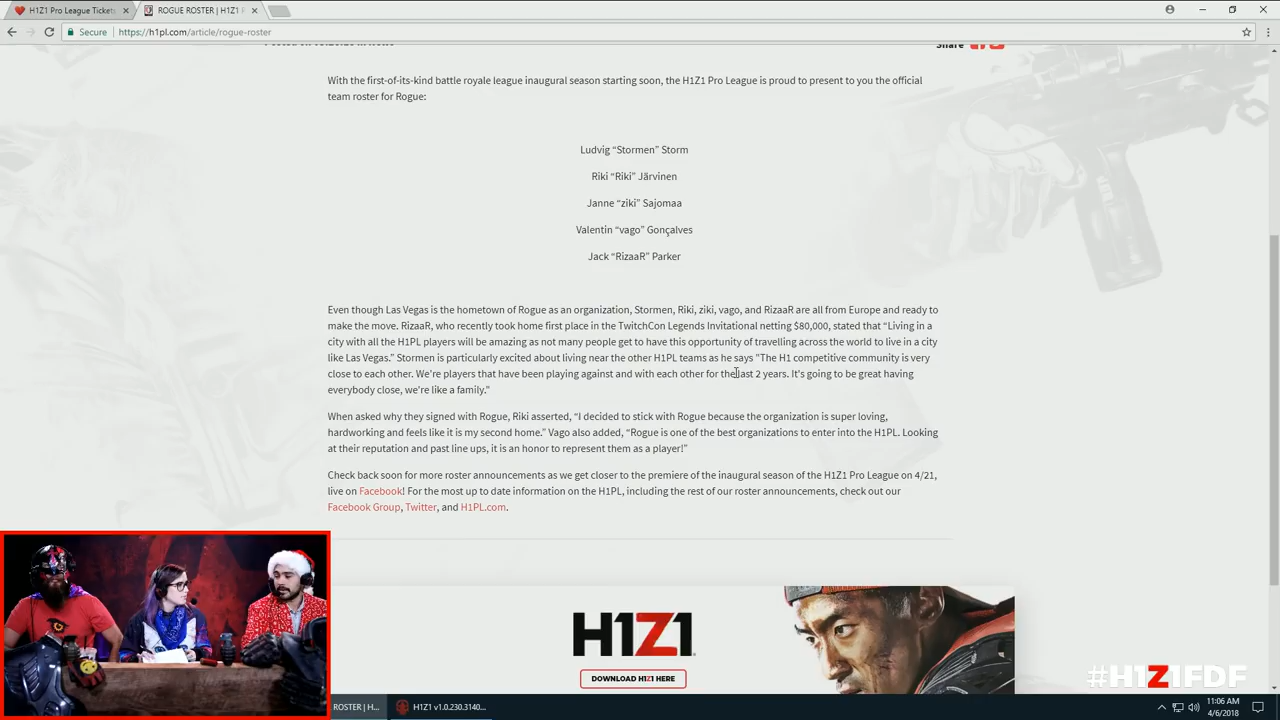 H1Z1 Pro League Tickets
ROGUE ROSTER | H1Z1 P
Secure
https://h1pl.com/article/rogue-roster
Share
With the first-of-its-kind battle royale league inaugural season starting soon, the H1Z1 Pro League is proud to present to you the official
team roster for Rogue:
Ludvig “Stormen” Storm
Riki “Riki” Järvinen
Janne “ziki” Sajomaa
Valentin “vago” Gonçalves
Jack “RizaaR” Parker
Even though Las Vegas is the hometown of Rogue as an organization, Stormen, Riki, ziki, vago, and RizaaR are all from Europe and ready to
make the move. RizaaR, who recently took home first place in the TwitchCon Legends Invitational netting $80,000, stated that “Living in a
city with all the H1PL players will be amazing as not many people get to have this opportunity of travelling across the world to live in a city
like Las Vegas.” Stormen is particularly excited about living near the other H1PL teams as he says "The H1 competitive community is very
close to each other. We're players that have been playing against and with each other for the last 2 years. It's going to be great having
everybody close, we're like a family."
When asked why they signed with Rogue, Riki asserted, “I decided to stick with Rogue because the organization is super loving,
hardworking and feels like it is my second home.” Vago also added, “Rogue is one of the best organizations to enter into the H1PL. Looking
at their reputation and past line ups, it is an honor to represent them as a player!”
Check back soon for more roster announcements as we get closer to the premiere of the inaugural season of the H1Z1 Pro League on 4/21,
live on Facebook! For the most up to date information on the H1PL, including the rest of our roster announcements, check out our
Facebook Group, Twitter, and H1PL.com.
H1Z1
DOWNLOAD H1Z1 HERE
#H1Z1FDF
ROSTER | H...
H1Z1 v1.0.230.3140...
11:06 AM
4/6/2018